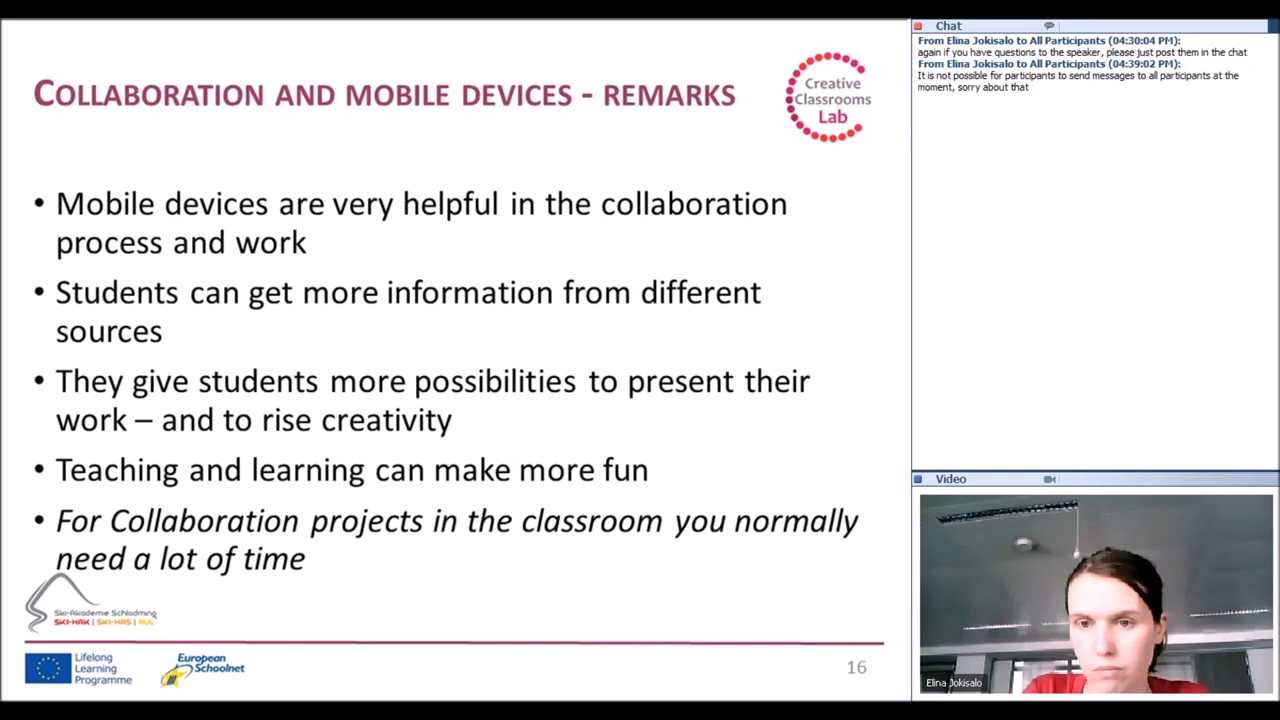 COLLABORATION AND MOBILE DEVICES - REMARKS
Creative
Classrooms
Lab
• Mobile devices are very helpful in the collaboration
process and work
• Students can get more information from different
sources
• They give students more possibilities to present their
work – and to rise creativity
• Teaching and learning can make more fun
• For Collaboration projects in the classroom you normally
need a lot of time
Ski-Akademie Schladming
SKI-HAK | SKI-HAS | AUL
Lifelong
Learning
Programme
European
Schoolnet
16
Chat
From Elina Jokisalo to All Participants (04:30:04 PM):
again if you have questions to the speaker, please just post them in the chat
From Elina Jokisalo to All Participants (04:39:02 PM):
It is not possible for participants to send messages to all participants at the
moment, sorry about that
Video
Elina Jokisalo